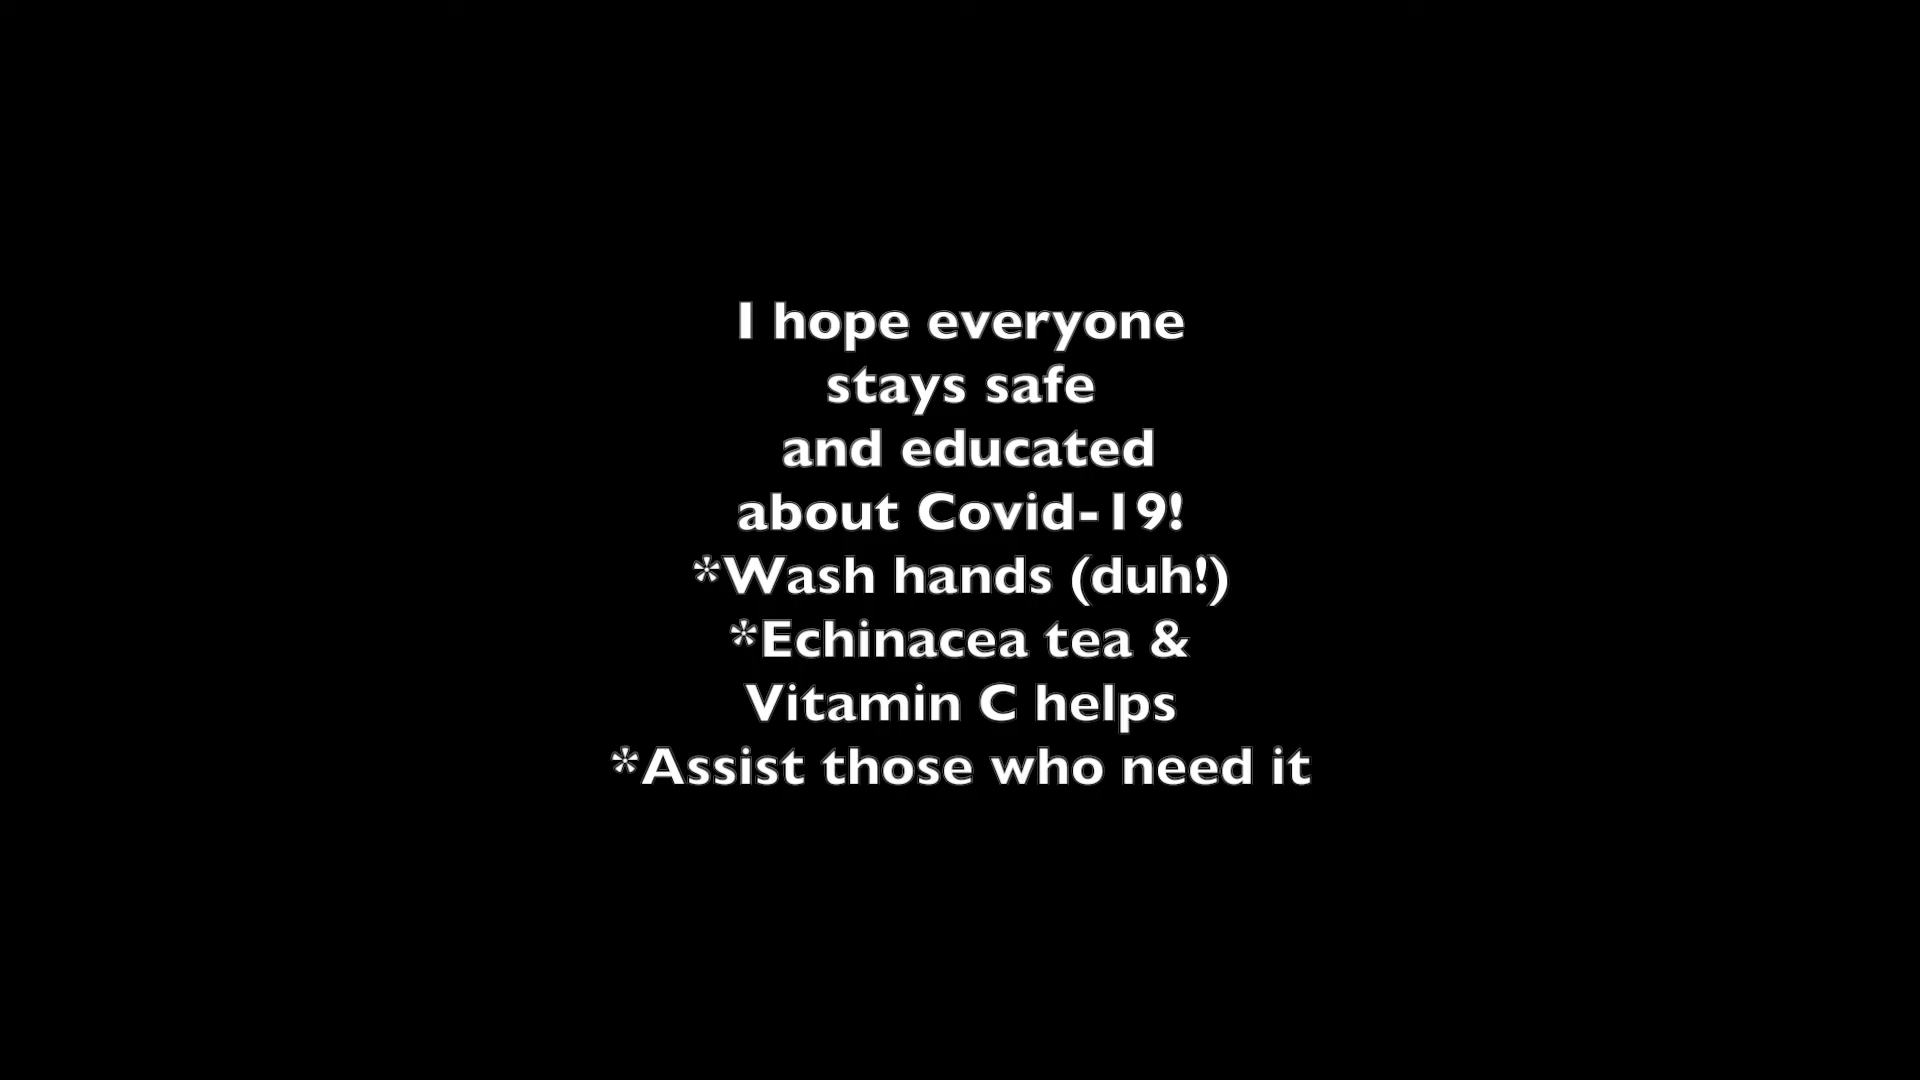 I hope everyone
stays safe
and educated
about Covid-19!
*Wash hands (duh!)
*Echinacea tea &
Vitamin C helps
*Assist those who need it